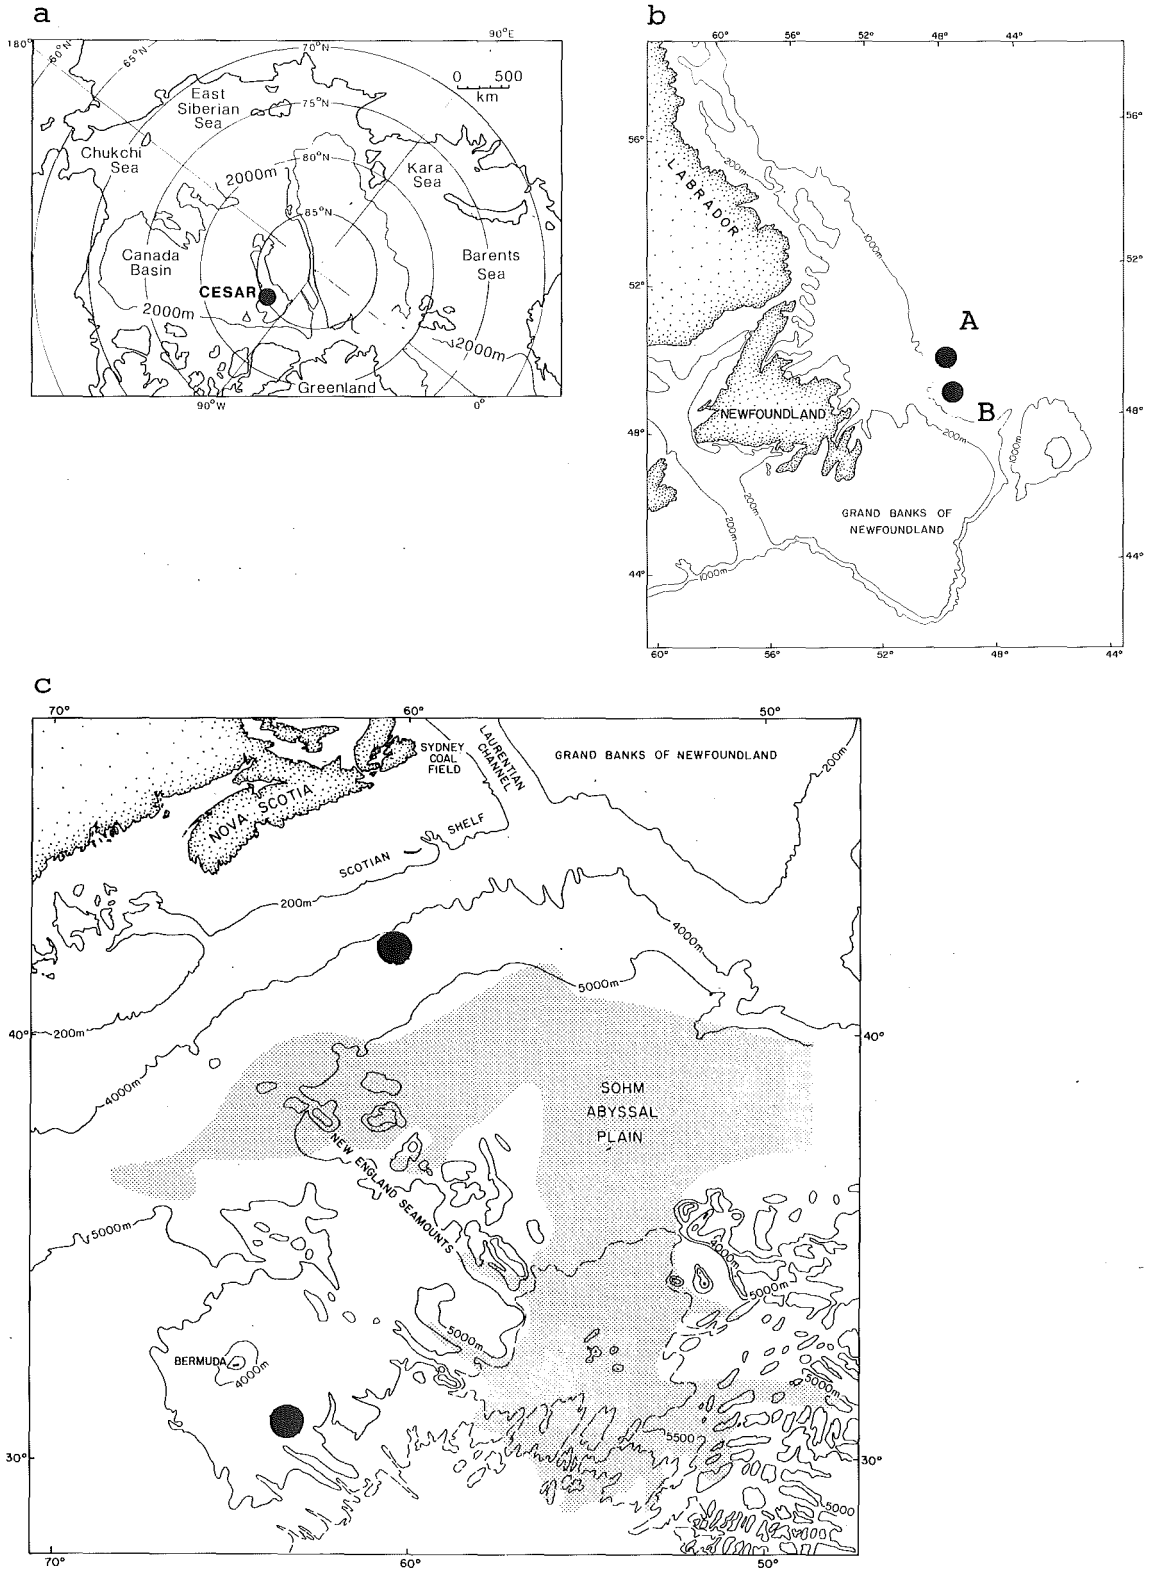 a
180°
60°N
65°N
70°N
90°E
0 500
km
East
Siberian
Sea
75°N
Chukchi
Sea
80°N
2000m
Kara
Sea
85°N
Canada
Basin
Barents
Sea
CESAR
2000m
2000m
Greenland
90°W
0°
b
60°
56°
52°
48°
44°
56°
56°
200m
LABRADOR
1000m
52°
52°
A
B
NEWFOUNDLAND
48°
48°
200m
1000m
200m
200m
GRAND BANKS OF
NEWFOUNDLAND
44°
44°
1000m
60°
56°
52°
48°
44°
c
70°
60°
50°
SYDNEY
COAL
FIELD
LAURENTIAN
CHANNEL
GRAND BANKS OF NEWFOUNDLAND
200m
NOVA SCOTIA
SCOTIAN SHELF
200m
4000m
5000m
40°
200m
40°
4000m
SOHM
ABYSSAL
PLAIN
NEW ENGLAND SEAMOUNTS
5000m
4000m
5000m
5000m
BERMUDA
4000m
5000m
5500
30°
30°
5000
70°
60°
50°